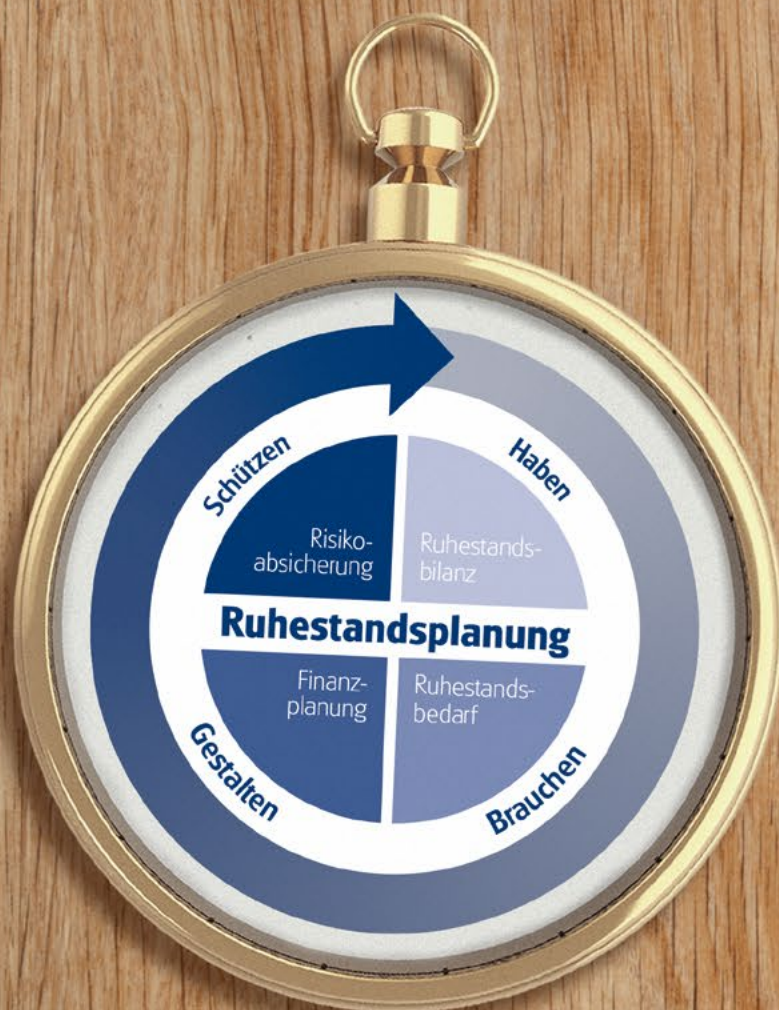 Schützen
Haben
Risiko-
absicherung
Ruhestands-
bilanz
Ruhestandsplanung
Finanz-
planung
Ruhestands-
bedarf
Gestalten
Brauchen